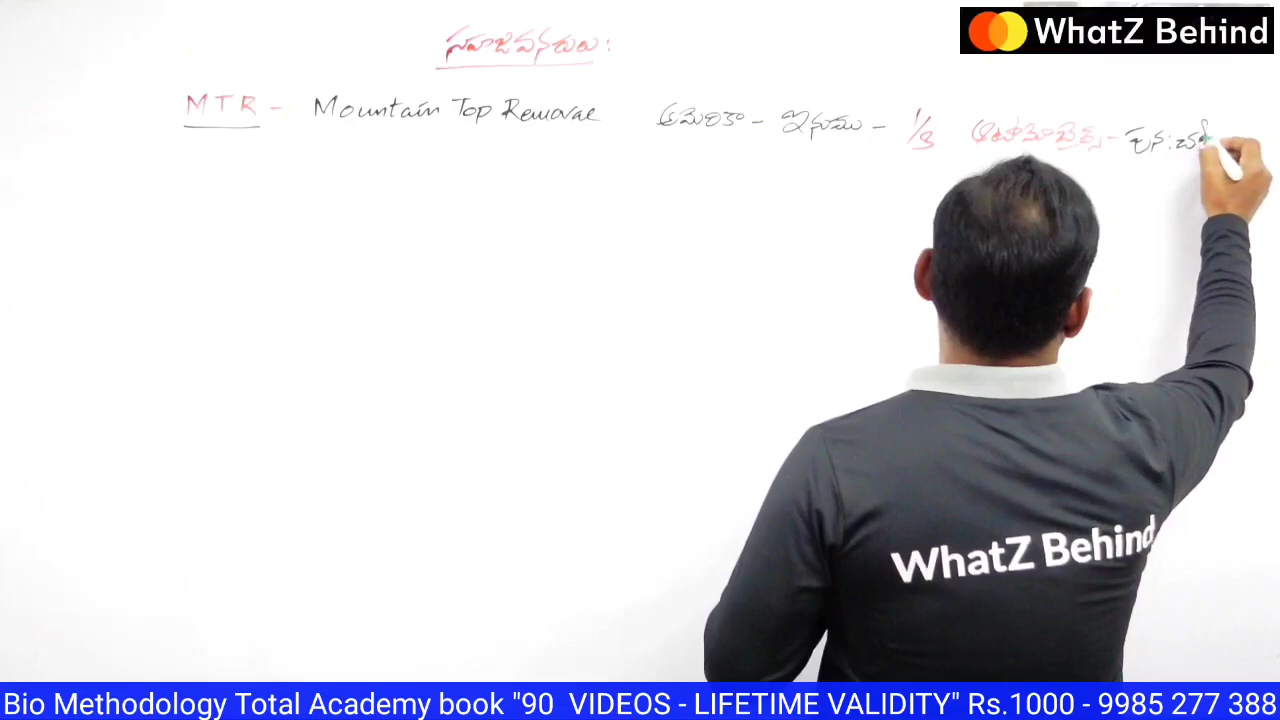 WhatZ Behind
సహజవనరులు :
MTR - Mountain Top Removal అమెరికా - ఇనుము - 1/3 ఆటోమొబైల్స్ - పున:చ
WhatZ Behind
Bio Methodology Total Academy book "90 VIDEOS - LIFETIME VALIDITY" Rs.1000 - 9985 277 388